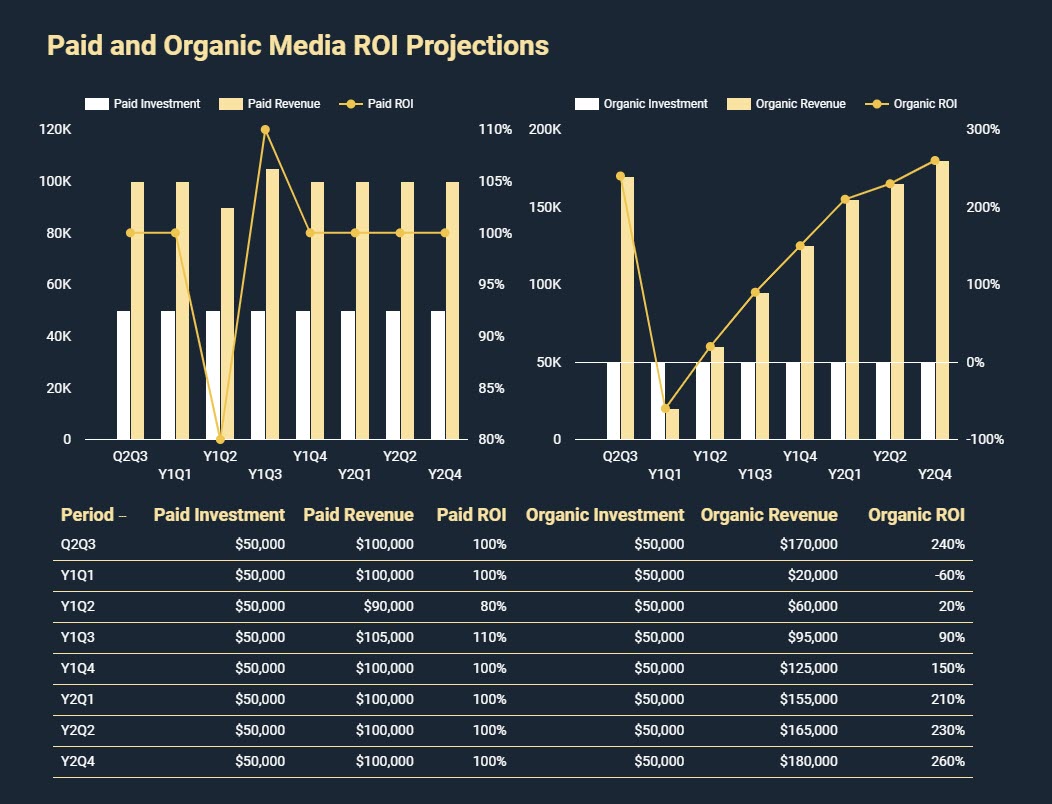 Paid and Organic Media ROI Projections
Paid Investment Paid Revenue Paid ROI
120K
100K
80K
60K
40K
20K
0
110%
105%
100%
95%
90%
85%
80%
Q2Q3 Y1Q1 Y1Q2 Y1Q3 Y1Q4 Y2Q1 Y2Q2 Y2Q4
Organic Investment Organic Revenue Organic ROI
200K
150K
100K
50K
0
300%
200%
100%
0%
-100%
Q2Q3 Y1Q1 Y1Q2 Y1Q3 Y1Q4 Y2Q1 Y2Q2 Y2Q4
Period – Paid Investment Paid Revenue Paid ROI Organic Investment Organic Revenue Organic ROI
Q2Q3 $50,000 $100,000 100% $50,000 $170,000 240%
Y1Q1 $50,000 $100,000 100% $50,000 $20,000 -60%
Y1Q2 $50,000 $90,000 80% $50,000 $60,000 20%
Y1Q3 $50,000 $105,000 110% $50,000 $95,000 90%
Y1Q4 $50,000 $100,000 100% $50,000 $125,000 150%
Y2Q1 $50,000 $100,000 100% $50,000 $155,000 210%
Y2Q2 $50,000 $100,000 100% $50,000 $165,000 230%
Y2Q4 $50,000 $100,000 100% $50,000 $180,000 260%